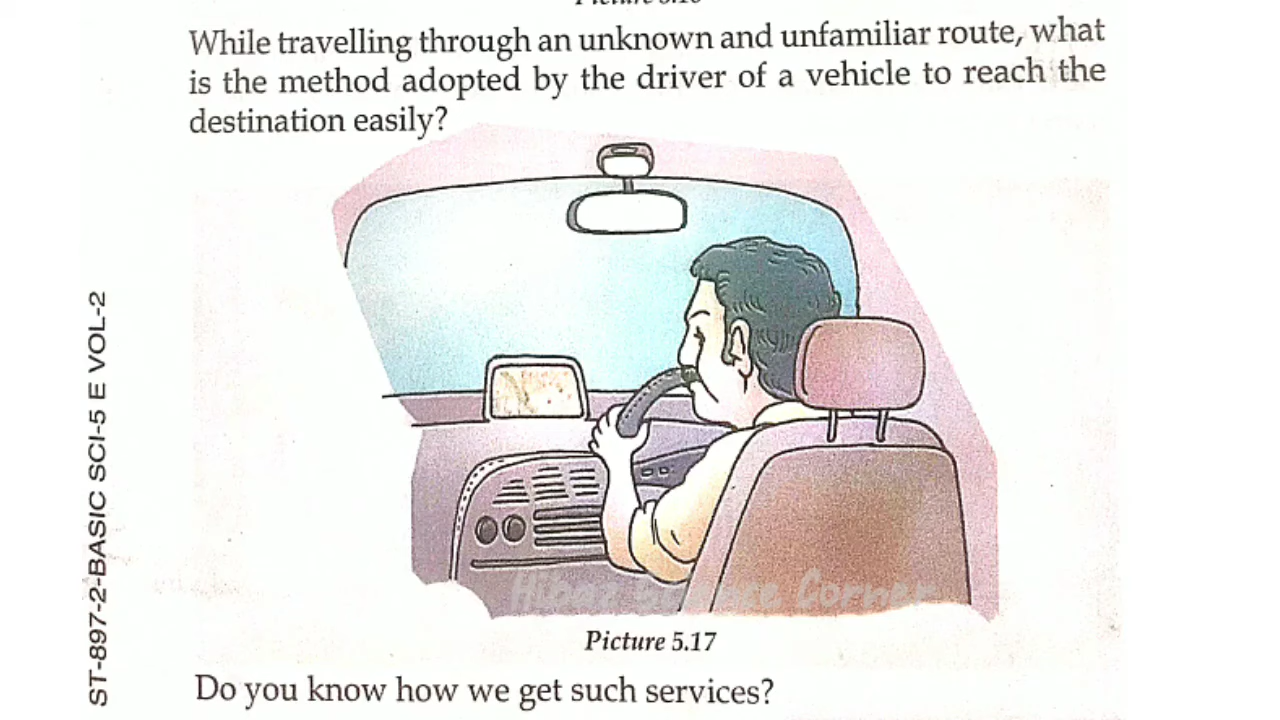 While travelling through an unknown and unfamiliar route, what
is the method adopted by the driver of a vehicle to reach the
destination easily?
ST-897-2-BASIC SCI-5 E VOL-2
Picture 5.17
Do you know how we get such services?